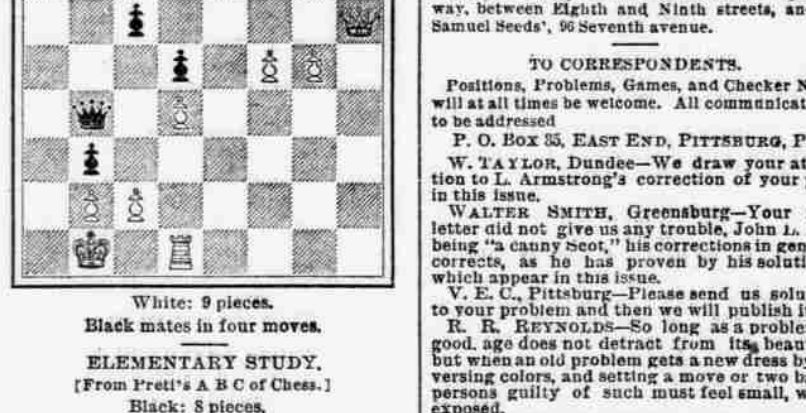 White: 9 pieces.
Black mates in four moves.
ELEMENTARY STUDY.
[From Preti's A B C of Chess.]
Black: 8 pieces.
way, between Eighth and Ninth streets, an
Samuel Seeds', 96 Seventh avenue.
TO CORRESPONDENTS.
Positions, Problems, Games, and Checker N
will at all times be welcome. All communicat
to be addressed
P. O. BOX 35, EAST END, PITTSBURG, P
W. TAYLOR, Dundee—We draw your at
tion to L. Armstrong's correction of your
in this issue.
WALTER SMITH, Greensburg—Your
letter did not give us any trouble, John L.
being "a canny Scot," his corrections in gen
corrects, as he has proven by his soluti
which appear in this issue.
V. E. C., Pittsburg—Please send us solu
to your problem and then we will publish i
R. R. REYNOLDS—So long as a proble
good, age does not detract from its beau
but when an old problem gets a new dress by
versing colors, and setting a move or two b
persons guilty of such must feel small, w
exposed.